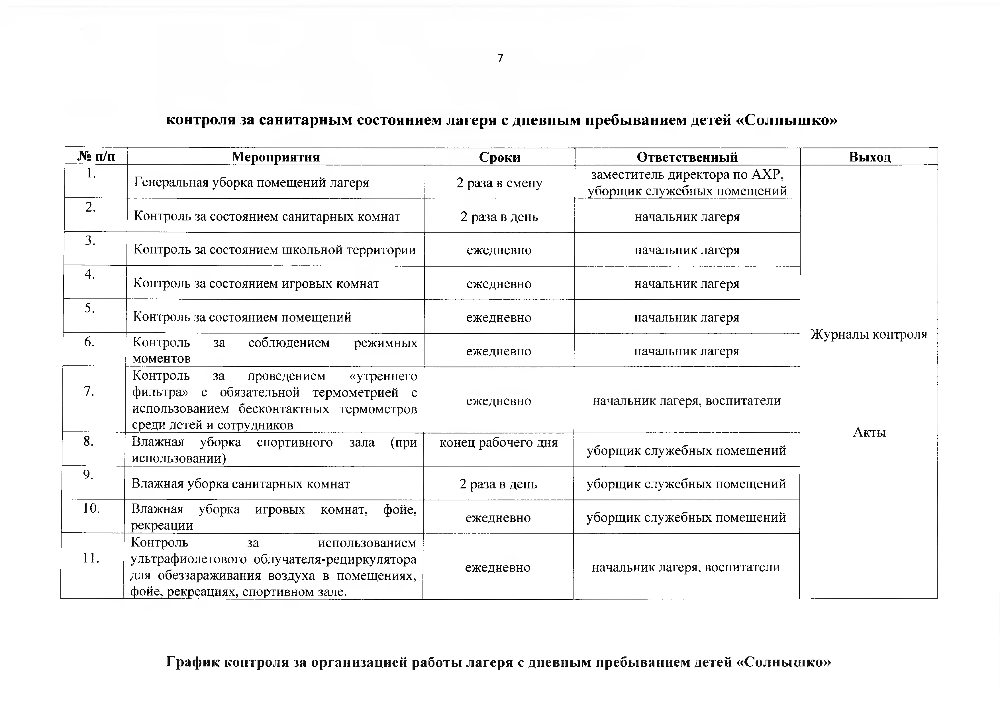 7
контроля за санитарным состоянием лагеря с дневным пребыванием детей «Солнышко»
№ п/п Мероприятия Сроки Ответственный Выход
1. Генеральная уборка помещений лагеря 2 раза в смену заместитель директора по АХР,
уборщик служебных помещений
2. Контроль за состоянием санитарных комнат 2 раза в день начальник лагеря
3. Контроль за состоянием школьной территории ежедневно начальник лагеря
4. Контроль за состоянием игровых комнат ежедневно начальник лагеря
5. Контроль за состоянием помещений ежедневно начальник лагеря
6. Контроль за соблюдением режимных
моментов ежедневно начальник лагеря
Журналы контроля
7. Контроль за проведением «утреннего
фильтра» с обязательной термометрией с
использованием бесконтактных термометров
среди детей и сотрудников
ежедневно начальник лагеря, воспитатели
Акты
8. Влажная уборка спортивного зала (при
использовании) конец рабочего дня уборщик служебных помещений
9. Влажная уборка санитарных комнат 2 раза в день уборщик служебных помещений
10. Влажная уборка игровых комнат, фойе,
рекреации ежедневно уборщик служебных помещений
11. Контроль за использованием
ультрафиолетового облучателя-рециркулятора
для обеззараживания воздуха в помещениях,
фойе, рекреациях, спортивном зале.
ежедневно начальник лагеря, воспитатели
График контроля за организацией работы лагеря с дневным пребыванием детей «Солнышко»